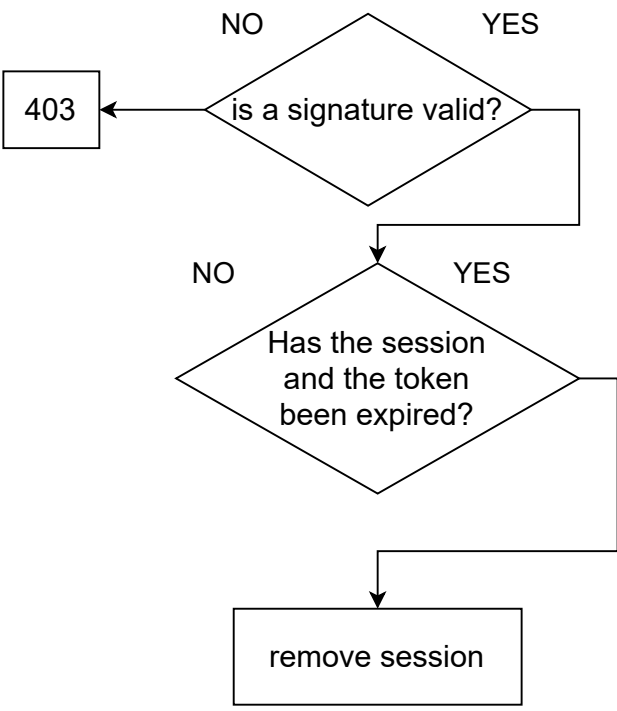 NO
YES
403
is a signature valid?
NO
YES
Has the session
and the token
been expired?
remove session